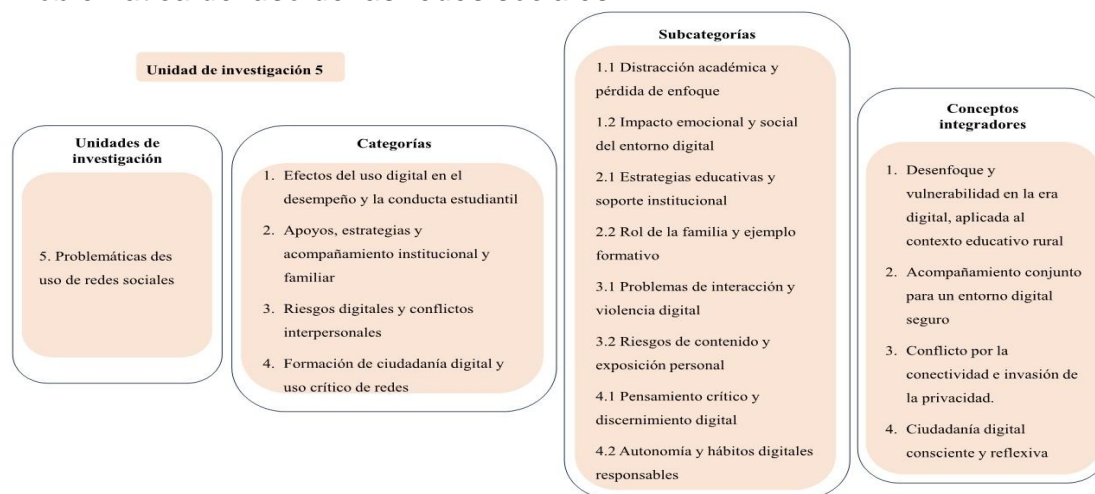 Unidad de investigación 5
Unidades de
investigación
5. Problemáticas des
uso de redes sociales
Categorías
1. Efectos del uso digital en el
desempeño y la conducta estudiantil
2. Apoyos, estrategias y
acompañamiento institucional y
familiar
3. Riesgos digitales y conflictos
interpersonales
4. Formación de ciudadanía digital y
uso crítico de redes
Subcategorías
1.1 Distracción académica y
pérdida de enfoque
1.2 Impacto emocional y social
del entorno digital
2.1 Estrategias educativas y
soporte institucional
2.2 Rol de la familia y ejemplo
formativo
3.1 Problemas de interacción y
violencia digital
3.2 Riesgos de contenido y
exposición personal
4.1 Pensamiento crítico y
discernimiento digital
4.2 Autonomía y hábitos digitales
responsables
Conceptos
integradores
1. Desenfoque y
vulnerabilidad en la era
digital, aplicada al
contexto educativo rural
2. Acompañamiento conjunto
para un entorno digital
seguro
3. Conflicto por la
conectividad e invasión de
la privacidad.
4. Ciudadanía digital
consciente y reflexiva